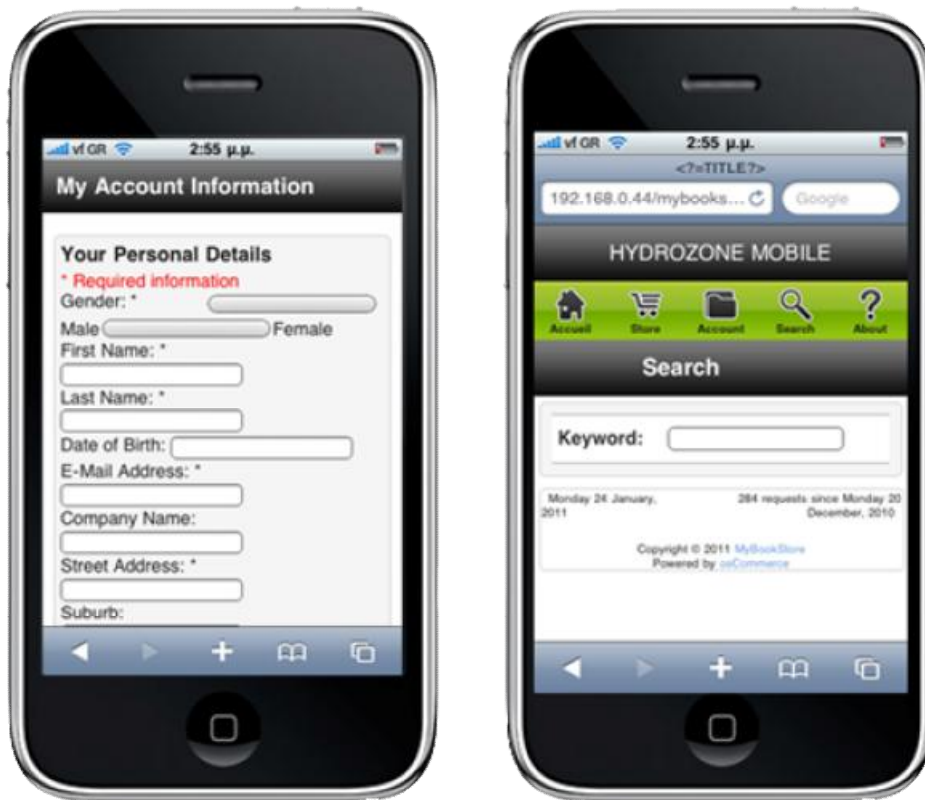 vf GR 2:55 μ.μ.
My Account Information
Your Personal Details
* Required information
Gender: *
Male Female
First Name: *
Last Name: *
Date of Birth:
E-Mail Address: *
Company Name:
Street Address: *
Suburb:
vf GR 2:55 μ.μ.
<?=TITLE?>
192.168.0.44/mybooks... Google
HYDROZONE MOBILE
Accueil Store Account Search About
Search
Keyword:
Monday 24 January, 284 requests since Monday 20
2011 December, 2010
Copyright © 2011 MyBookStore
Powered by osCommerce